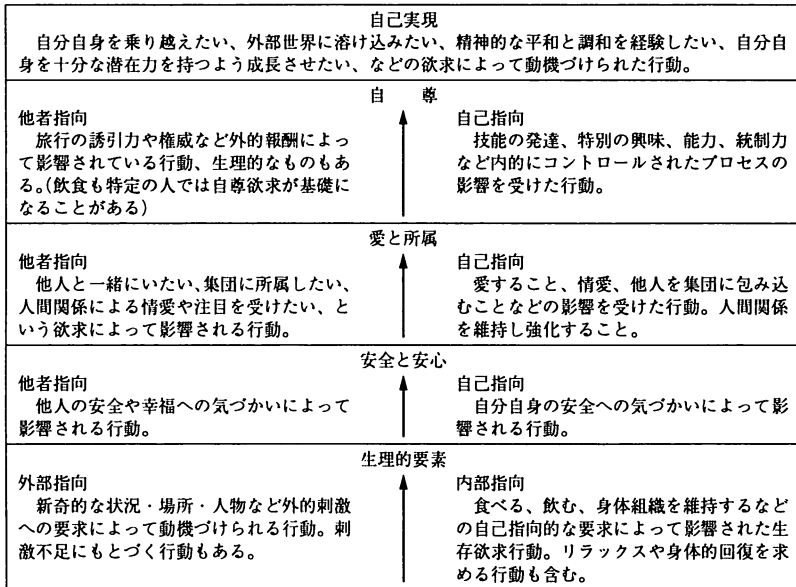 自己実現
自分自身を乗り越えたい、外部世界に溶け込みたい、精神的な平和と調和を経験したい、自分自
身を十分な潜在力を持つよう成長させたい、などの欲求によって動機づけられた行動。
自　尊
他者指向
旅行の誘引力や権威など外的報酬によっ
て影響されている行動、生理的なものもあ
る。(飲食も特定の人では自尊欲求が基礎に
なることがある)
自己指向
技能の発達、特別の興味、能力、統制力
など内的にコントロールされたプロセスの
影響を受けた行動。
愛と所属
他者指向
他人と一緒にいたい、集団に所属したい、
人間関係による情愛や注目を受けたい、と
いう欲求によって影響される行動。
自己指向
愛すること、情愛、他人を集団に包み込
むことなどの影響を受けた行動。人間関係
を維持し強化すること。
安全と安心
他者指向
他人の安全や幸福への気づかいによって
影響される行動。
自己指向
自分自身の安全への気づかいによって影
響される行動。
生理的要素
外部指向
新奇的な状況・場所・人物など外的刺激
への要求によって動機づけられる行動。刺
激不足にもとづく行動もある。
内部指向
食べる、飲む、身体組織を維持するなど
の自己指向的な要求によって影響された生
存欲求行動。リラックスや身体的回復を求
める行動も含む。